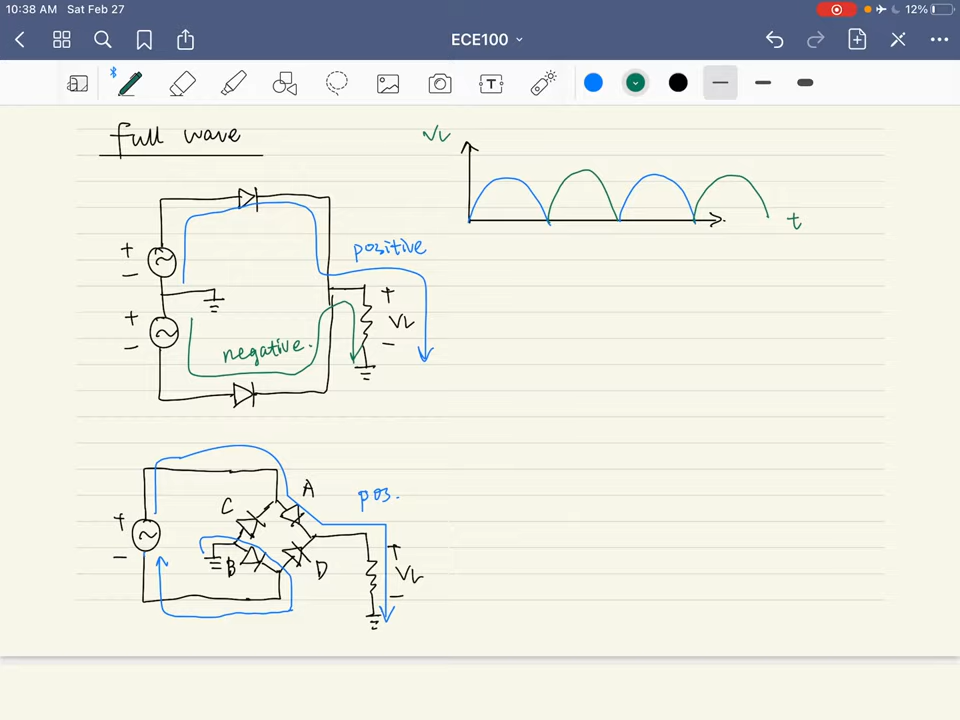 10:38 AM Sat Feb 27
12%
ECE100
T
full wave
VL
t
+
−
positive
+
VL
−
+
−
negative.
A
C
pos.
+
−
B
D
+
VL
−